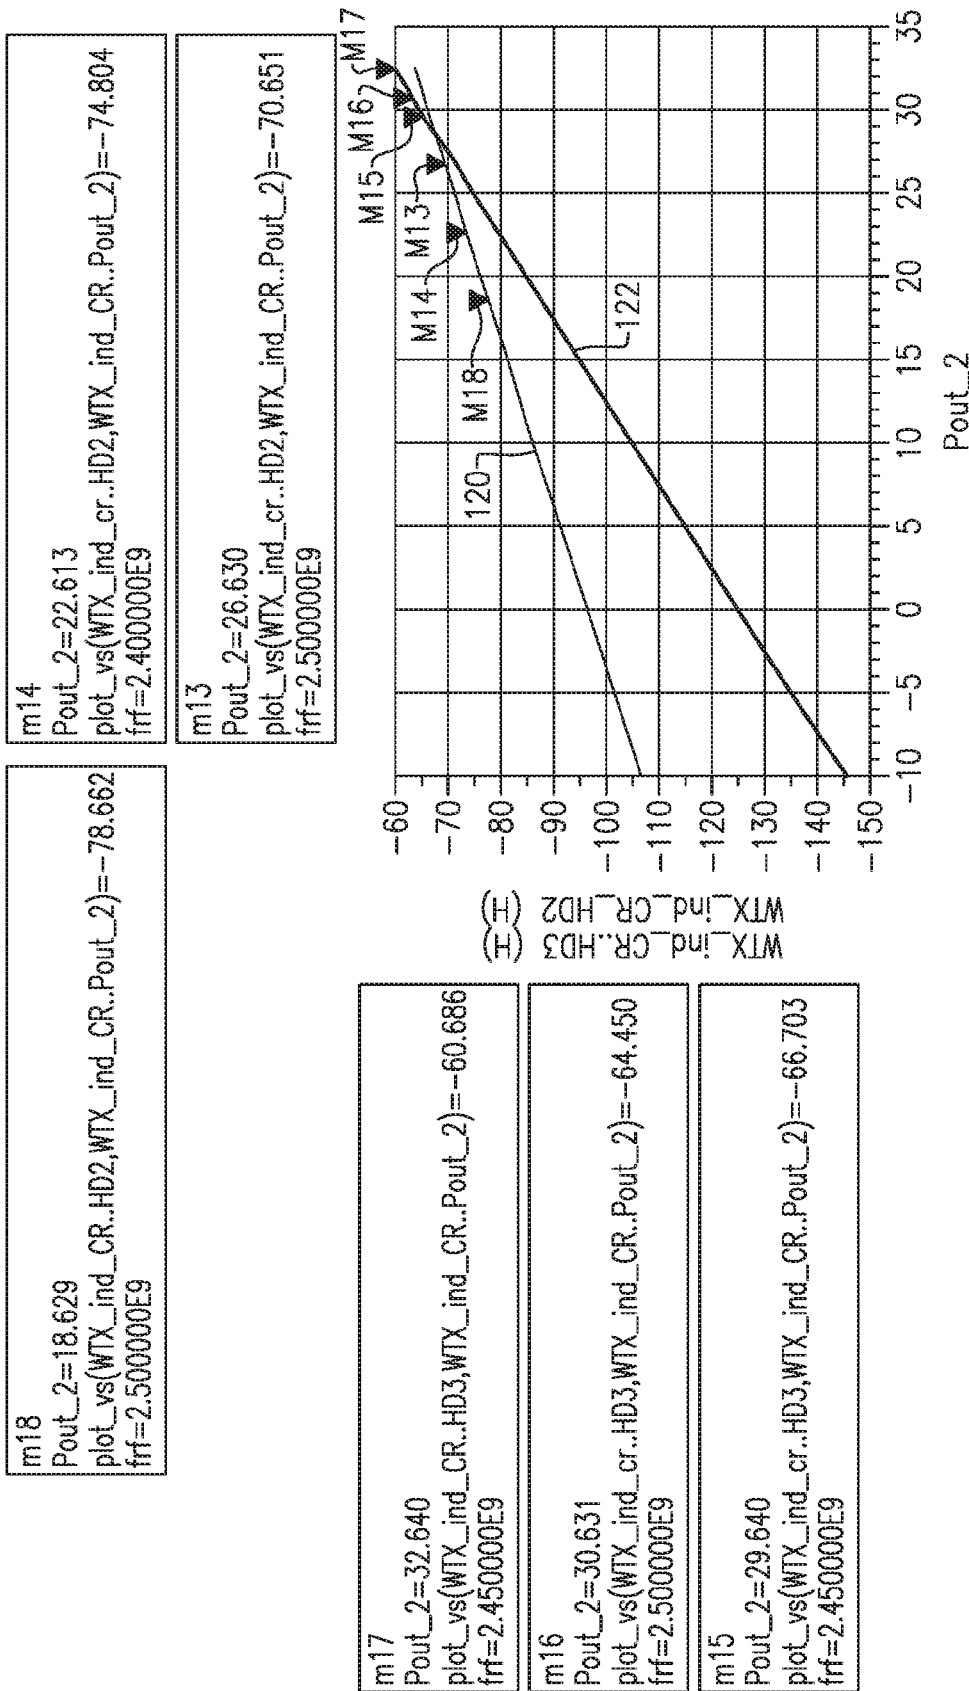 m18
Pout_2=18.629
plot_vs(WTX_ind_CR..HD2,WTX_ind_CR..Pout_2)=-78.662
frf=2.500000E9
m14
Pout_2=22.613
plot_vs(WTX_ind_cr..HD2,WTX_ind_CR..Pout_2)=-74.804
frf=2.400000E9
m13
Pout_2=26.630
plot_vs(WTX_ind_cr..HD2,WTX_ind_CR..Pout_2)=-70.651
frf=2.500000E9
m17
Pout_2=32.640
plot_vs(WTX_ind_CR..HD3,WTX_ind_CR..Pout_2)=-60.686
frf=2.450000E9
m16
Pout_2=30.631
plot_vs(WTX_ind_cr..HD3,WTX_ind_CR..Pout_2)=-64.450
frf=2.500000E9
m15
Pout_2=29.640
plot_vs(WTX_ind_cr..HD3,WTX_ind_CR..Pout_2)=-66.703
frf=2.450000E9
WTX_ind_CR_HD2 (H)
WTX_ind_CR..HD3 (H)
-60
-70
-80
-90
-100
-110
-120
-130
-140
-150
M17
M16
M15
M13
M14
M18
120
122
-10 -5 0 5 10 15 20 25 30 35
Pout_2